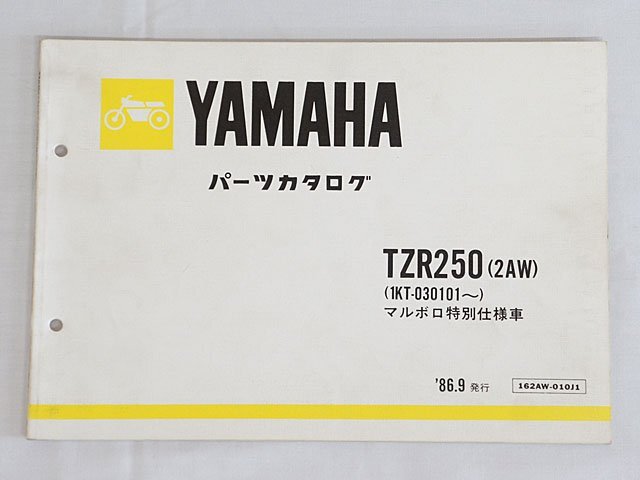 YAMAHA
パーツカタログ
TZR250 (2AW)
(1KT-030101〜)
マルボロ特別仕様車
'86.9 発行
162AW-010J1